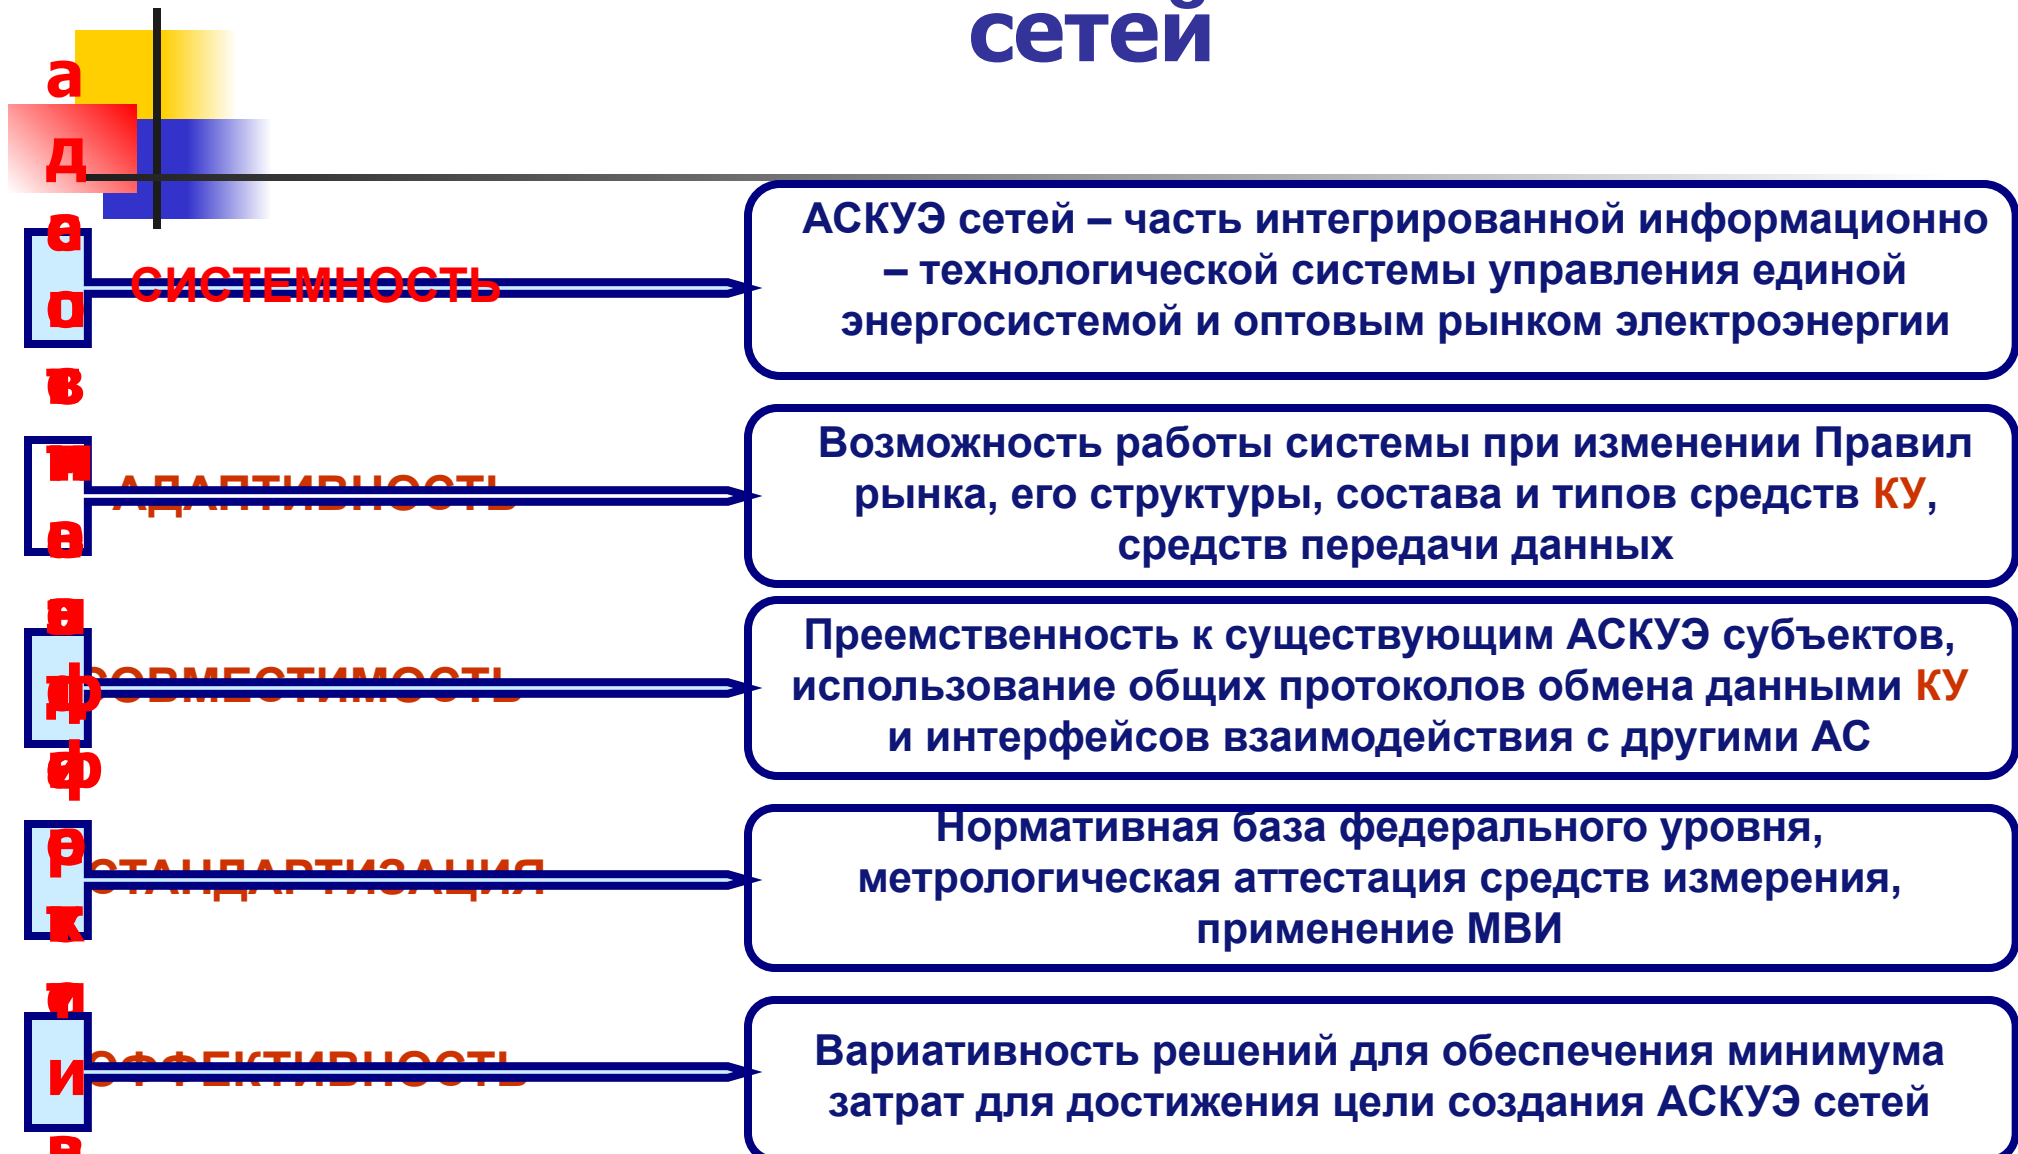 сетей
СИСТЕМНОСТЬ
АСКУЭ сетей – часть интегрированной информационно
– технологической системы управления единой
энергосистемой и оптовым рынком электроэнергии
АДАПТИВНОСТЬ
Возможность работы системы при изменении Правил
рынка, его структуры, состава и типов средств КУ,
средств передачи данных
СОВМЕСТИМОСТЬ
Преемственность к существующим АСКУЭ субъектов,
использование общих протоколов обмена данными КУ
и интерфейсов взаимодействия с другими АС
СТАНДАРТИЗАЦИЯ
Нормативная база федерального уровня,
метрологическая аттестация средств измерения,
применение МВИ
ЭФФЕКТИВНОСТЬ
Вариативность решений для обеспечения минимума
затрат для достижения цели создания АСКУЭ сетей